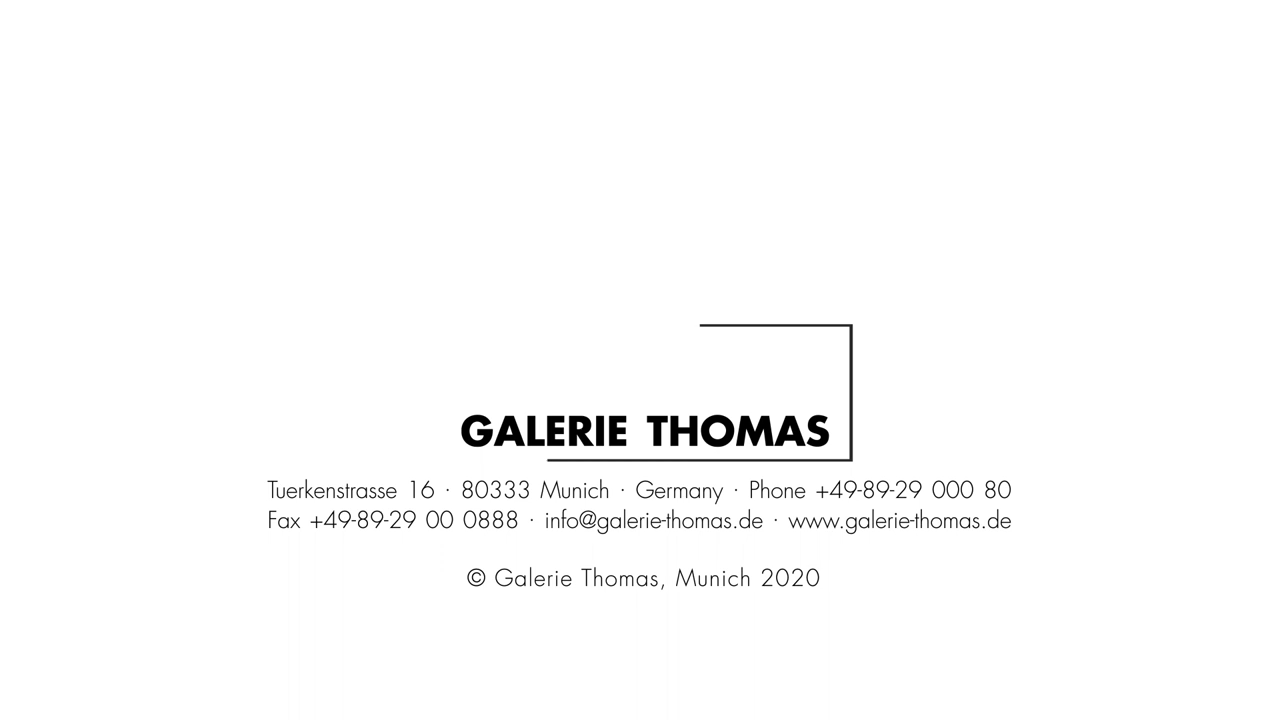 GALERIE THOMAS
Tuerkenstrasse 16 · 80333 Munich · Germany · Phone +49-89-29 000 80
Fax +49-89-29 00 0888 · info@galerie-thomas.de · www.galerie-thomas.de
© Galerie Thomas, Munich 2020